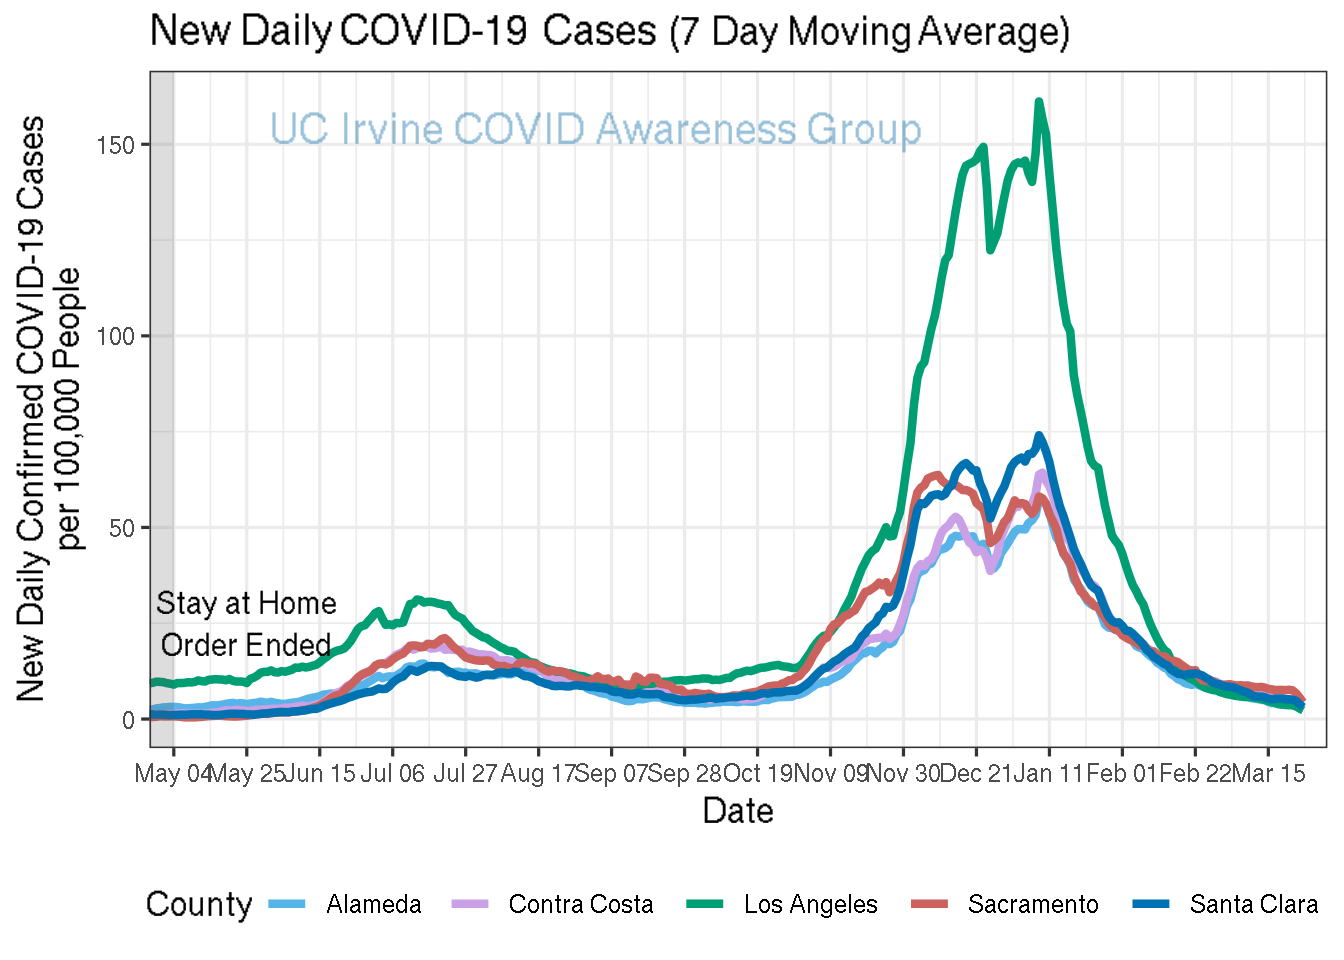 New Daily COVID-19 Cases (7 Day Moving Average)
UC Irvine COVID Awareness Group
New Daily Confirmed COVID-19 Cases
per 100,000 People
150
100
50
0
Stay at Home
Order Ended
May 04 May 25 Jun 15 Jul 06 Jul 27 Aug 17 Sep 07 Sep 28 Oct 19 Nov 09 Nov 30 Dec 21 Jan 11 Feb 01 Feb 22 Mar 15
Date
County Alameda Contra Costa Los Angeles Sacramento Santa Clara